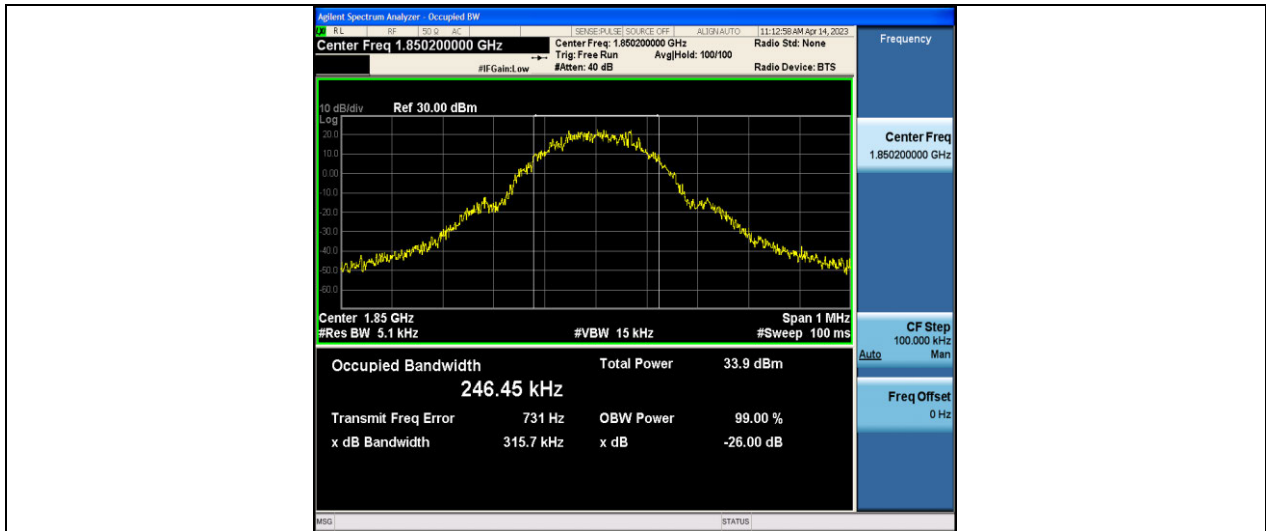 Agilent Spectrum Analyzer - Occupied BW
RL RF 50 Ω AC SENSE:PULSE SOURCE OFF ALIGN AUTO 11:12:58 AM Apr 14, 2023
Center Freq 1.850200000 GHz
Center Freq: 1.850200000 GHz Radio Std: None
Trig: Free Run Avg|Hold: 100/100
#IFGain:Low #Atten: 40 dB Radio Device: BTS
10 dB/div Ref 30.00 dBm
Log
20.0
10.0
0.00
-10.0
-20.0
-30.0
-40.0
-50.0
-60.0
Center 1.85 GHz Span 1 MHz
#Res BW 5.1 kHz #VBW 15 kHz #Sweep 100 ms
Occupied Bandwidth Total Power 33.9 dBm
246.45 kHz
Transmit Freq Error 731 Hz OBW Power 99.00 %
x dB Bandwidth 315.7 kHz x dB -26.00 dB
MSG STATUS
Frequency
Center Freq
1.850200000 GHz
CF Step
100.000 kHz
Auto Man
Freq Offset
0 Hz